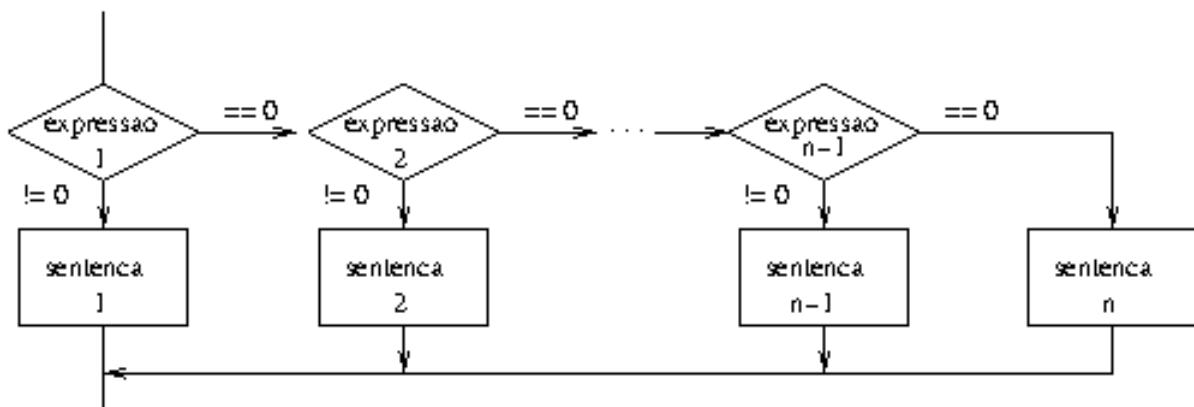 expressao
1
== 0
expressao
2
== 0
. . .
expressao
n-1
== 0
!= 0
!= 0
!= 0
sentenca
1
sentenca
2
sentenca
n-1
sentenca
n